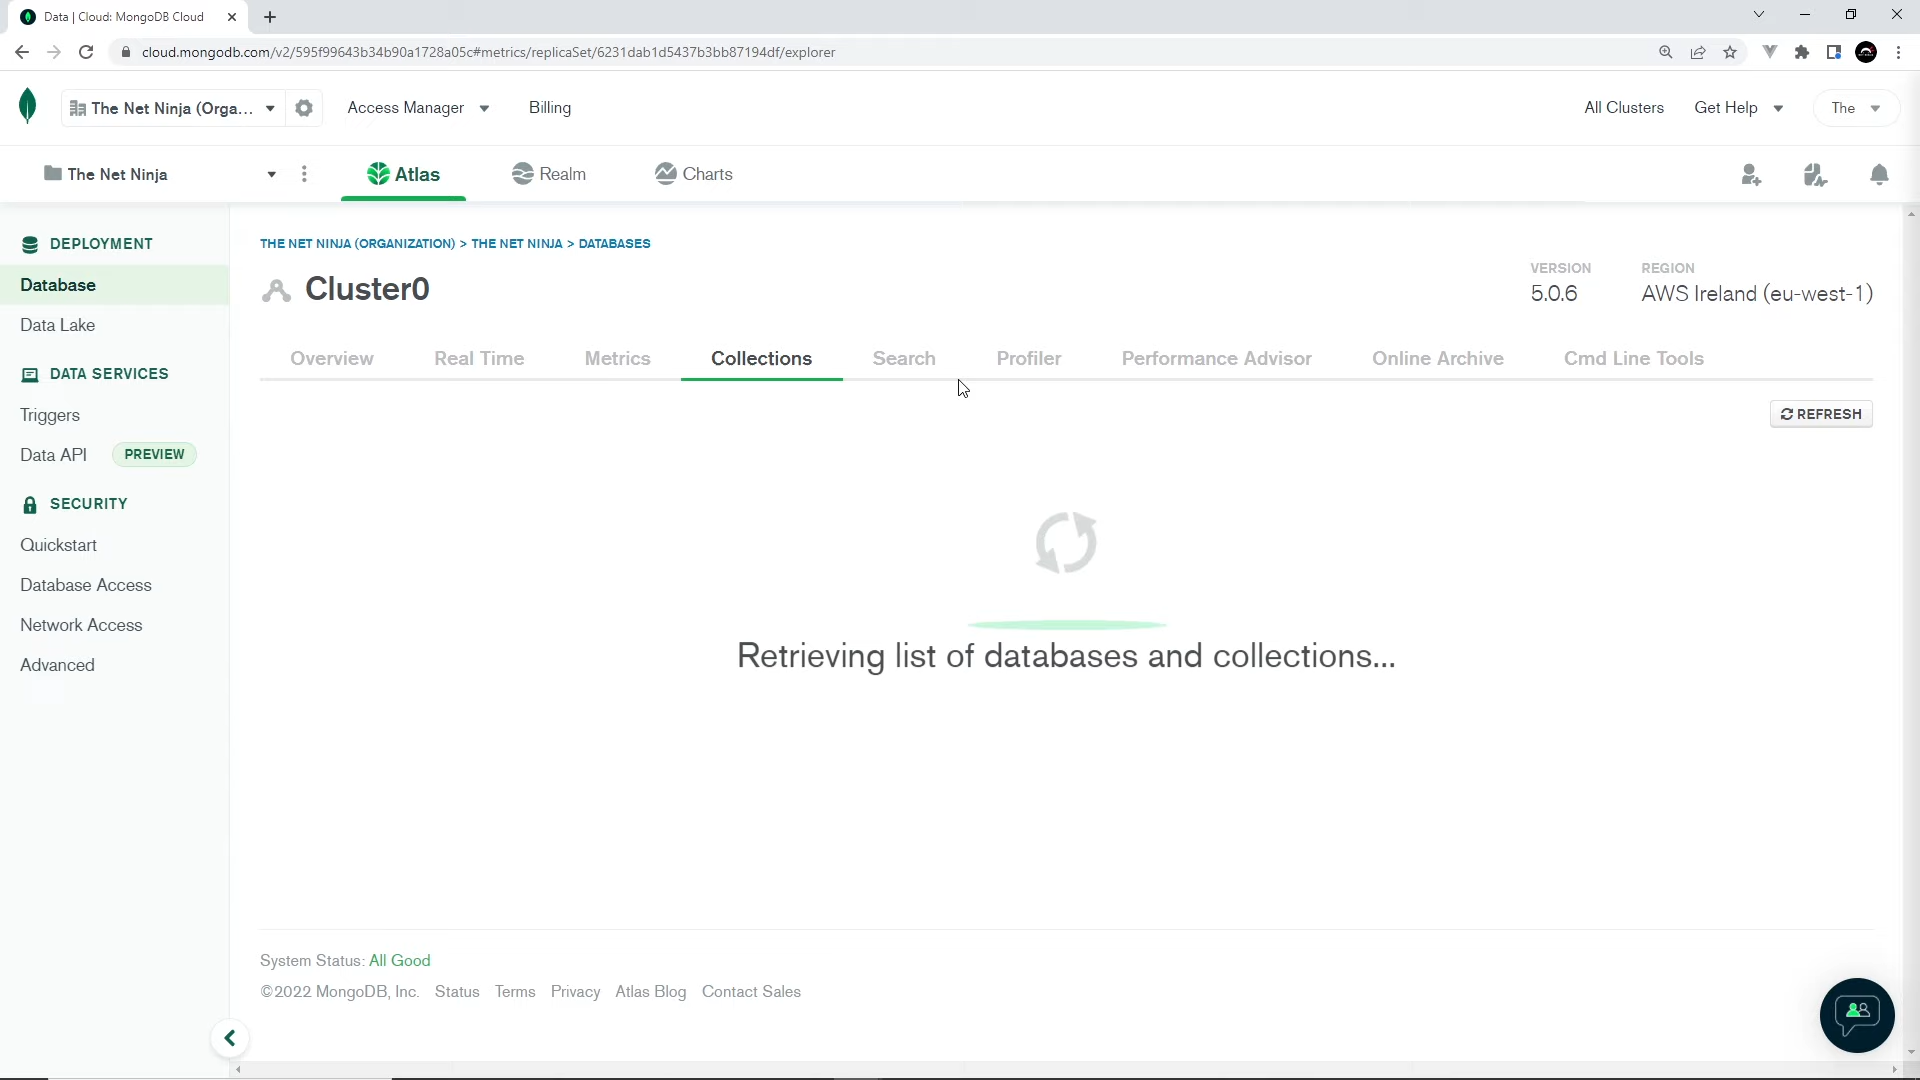 Data | Cloud: MongoDB Cloud
cloud.mongodb.com/v2/595f99643b34b90a1728a05c#metrics/replicaSet/6231dab1d5437b3bb87194df/explorer
The Net Ninja (Orga... Access Manager Billing All Clusters Get Help The
The Net Ninja Atlas Realm Charts
DEPLOYMENT
Database
Data Lake
DATA SERVICES
Triggers
Data API PREVIEW
SECURITY
Quickstart
Database Access
Network Access
Advanced
THE NET NINJA (ORGANIZATION) > THE NET NINJA > DATABASES
Cluster0
VERSION
5.0.6
REGION
AWS Ireland (eu-west-1)
Overview Real Time Metrics Collections Search Profiler Performance Advisor Online Archive Cmd Line Tools
REFRESH
Retrieving list of databases and collections...
System Status: All Good
©2022 MongoDB, Inc. Status Terms Privacy Atlas Blog Contact Sales